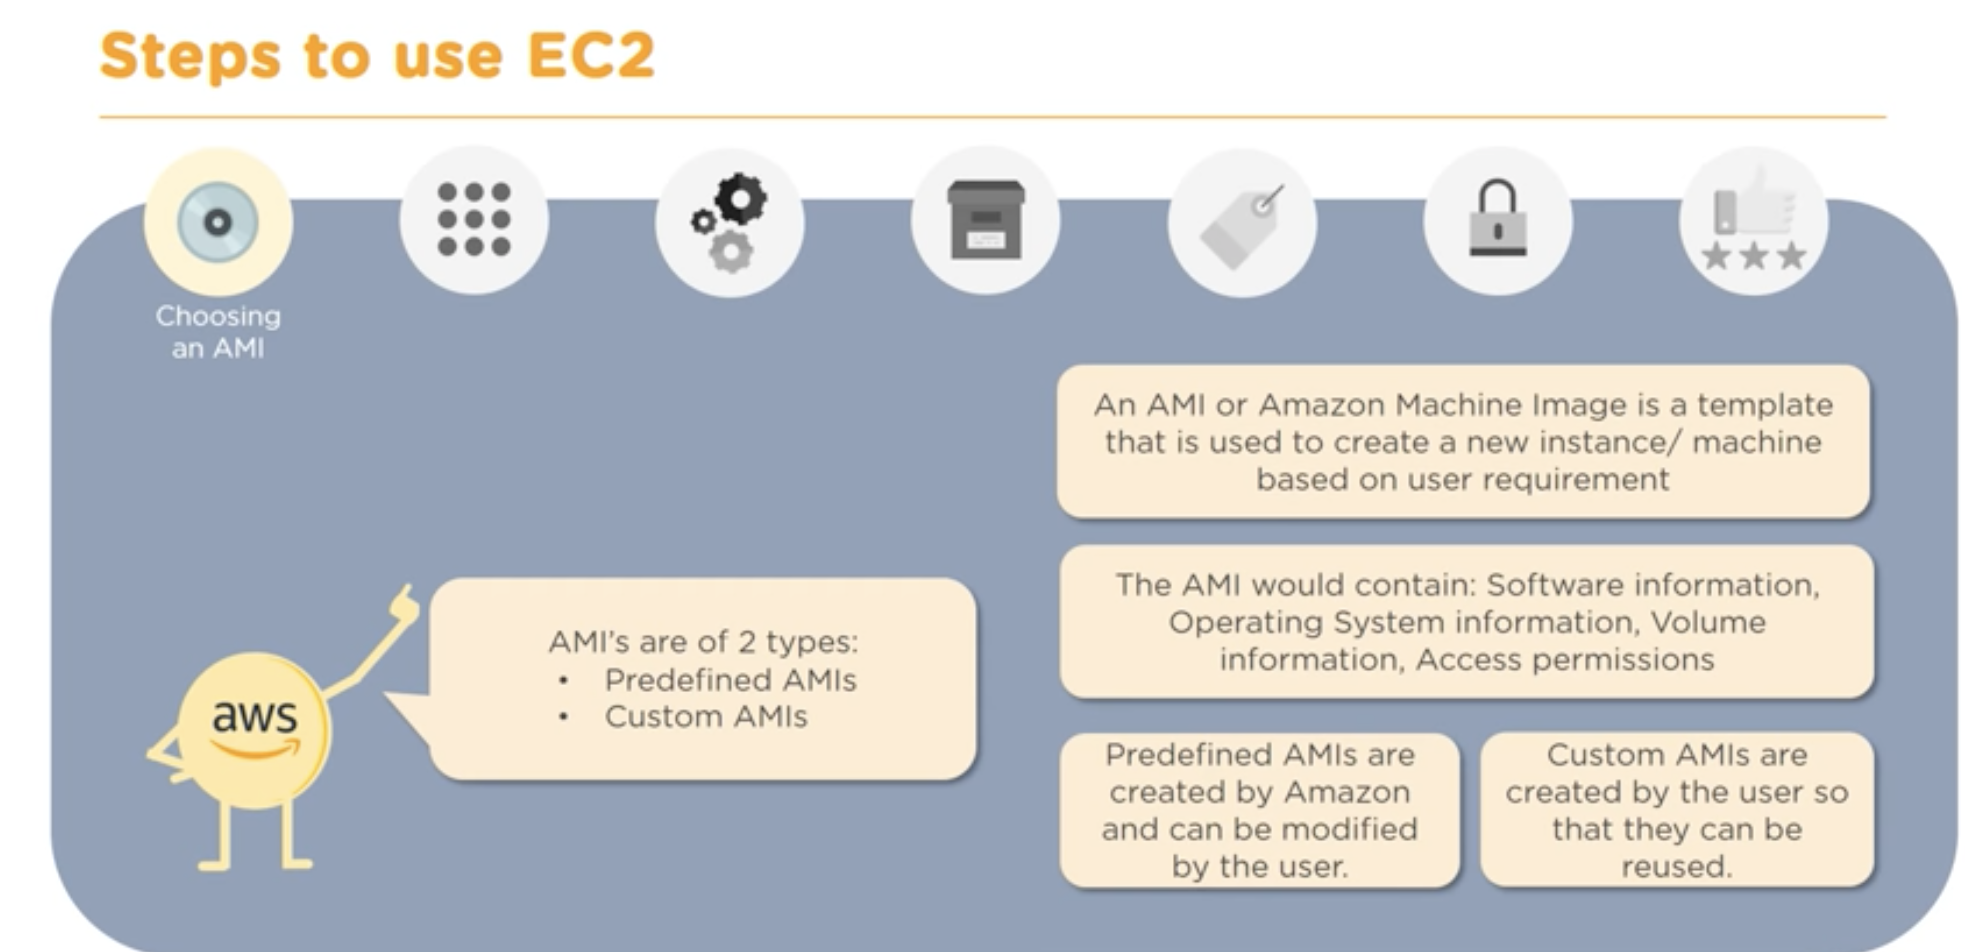 Steps to use EC2
Choosing
an AMI
An AMI or Amazon Machine Image is a template
that is used to create a new instance/ machine
based on user requirement
The AMI would contain: Software information,
Operating System information, Volume
information, Access permissions
AMI's are of 2 types:
• Predefined AMIs
• Custom AMIs
aws
Predefined AMIs are
created by Amazon
and can be modified
by the user.
Custom AMIs are
created by the user so
that they can be
reused.